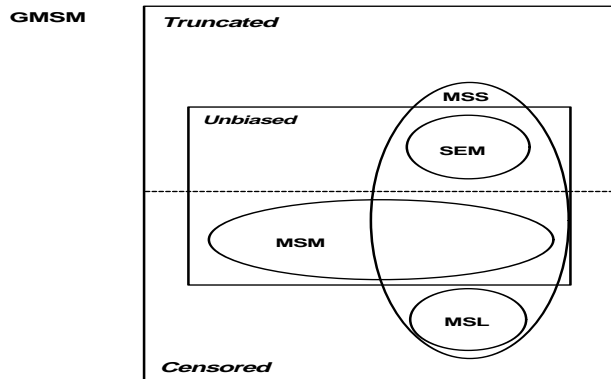 GMSM
Truncated
MSS
Unbiased
SEM
MSM
MSL
Censored